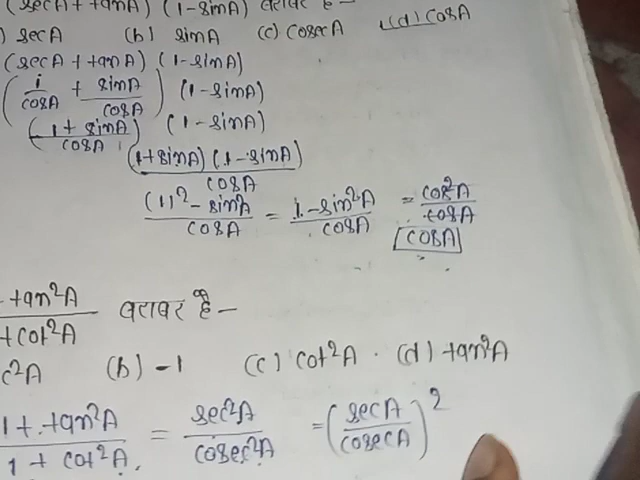 (secA + tanA) (1-sinA) बराबर है -
) secA (b) sinA (c) cosecA (d) cosA
(secA + tanA) (1-sinA)
(1/cosA + sinA/cosA) (1-sinA)
(1 + sinA/cosA) (1-sinA)
(1+sinA) (1-sinA)/cosA
(1)² - sin²A/cosA = 1-sin²A/cosA = cos²A/cosA
cosA
+tan²A/+cot²A बराबर है -
c²A (b) -1 (c) cot²A. (d) tan²A
1 + tan²A/1 + cot²A. = sec²A/cosec²A = (secA/cosecA)²